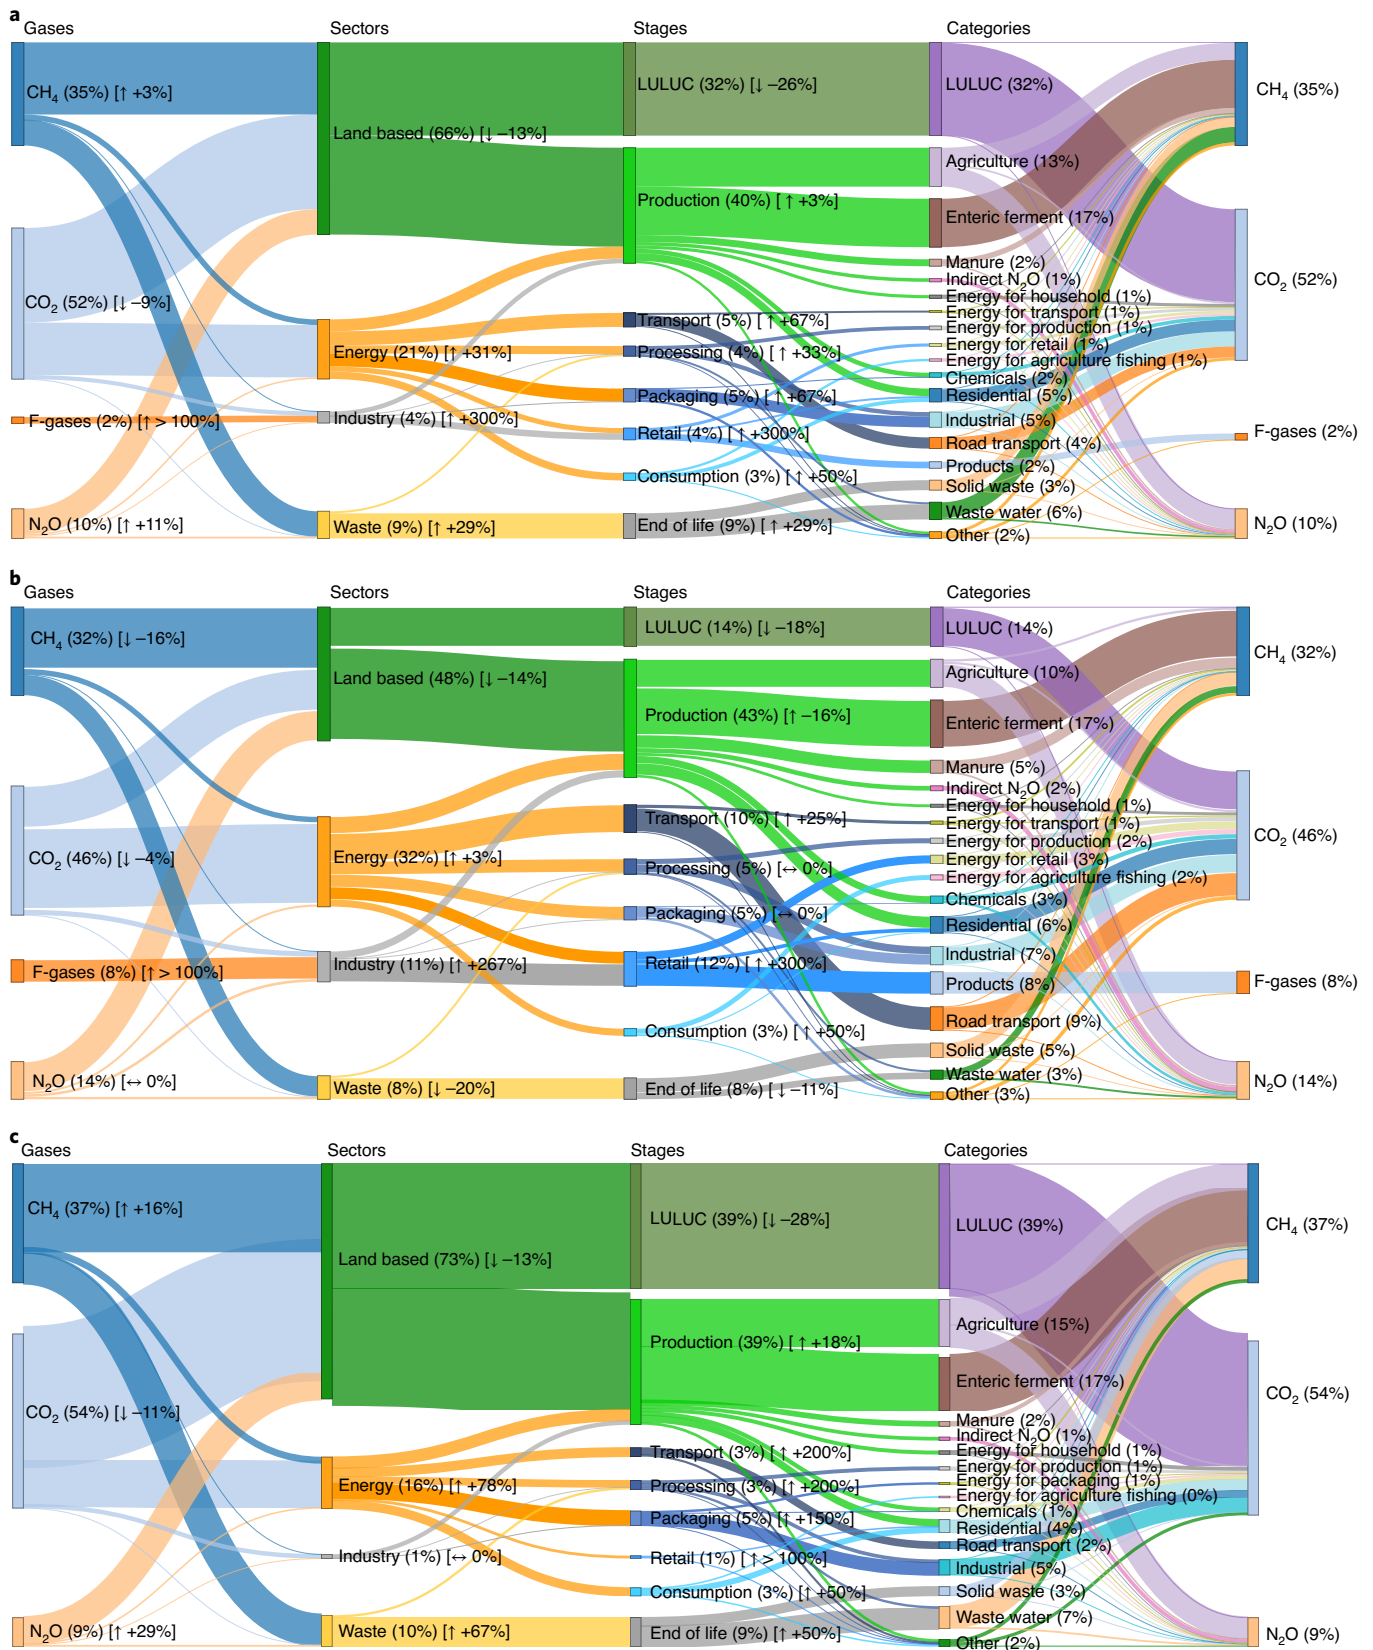 a
Gases
Sectors
Stages
Categories
CH4 (35%) [↑ +3%]
CO2 (52%) [↓ −9%]
F-gases (2%) [↑ > 100%]
N2O (10%) [↑ +11%]
Land based (66%) [↓ −13%]
Energy (21%) [↑ +31%]
Industry (4%) [↑ +300%]
Waste (9%) [↑ +29%]
LULUC (32%) [↓ −26%]
Production (40%) [↑ +3%]
Transport (5%) [↑ +67%]
Processing (4%) [↑ +33%]
Packaging (5%) [↑ +67%]
Retail (4%) [↑ +300%]
Consumption (3%) [↑ +50%]
End of life (9%) [↑ +29%]
LULUC (32%)
Agriculture (13%)
Enteric ferment (17%)
Manure (2%)
Indirect N2O (1%)
Energy for household (1%)
Energy for transport (1%)
Energy for production (1%)
Energy for retail (1%)
Energy for agriculture fishing (1%)
Chemicals (2%)
Residential (5%)
Industrial (5%)
Road transport (4%)
Products (2%)
Solid waste (3%)
Waste water (6%)
Other (2%)
CH4 (35%)
CO2 (52%)
F-gases (2%)
N2O (10%)
b
Gases
Sectors
Stages
Categories
CH4 (32%) [↓ −16%]
CO2 (46%) [↓ −4%]
F-gases (8%) [↑ > 100%]
N2O (14%) [↔ 0%]
Land based (48%) [↓ −14%]
Energy (32%) [↑ +3%]
Industry (11%) [↑ +267%]
Waste (8%) [↓ −20%]
LULUC (14%) [↓ −18%]
Production (43%) [↑ −16%]
Transport (10%) [↑ +25%]
Processing (5%) [↔ 0%]
Packaging (5%) [↔ 0%]
Retail (12%) [↑ +300%]
Consumption (3%) [↑ +50%]
End of life (8%) [↓ −11%]
LULUC (14%)
Agriculture (10%)
Enteric ferment (17%)
Manure (5%)
Indirect N2O (2%)
Energy for household (1%)
Energy for transport (1%)
Energy for production (2%)
Energy for retail (3%)
Energy for agriculture fishing (2%)
Chemicals (3%)
Residential (6%)
Industrial (7%)
Products (8%)
Road transport (9%)
Solid waste (5%)
Waste water (3%)
Other (3%)
CH4 (32%)
CO2 (46%)
F-gases (8%)
N2O (14%)
c
Gases
Sectors
Stages
Categories
CH4 (37%) [↑ +16%]
CO2 (54%) [↓ −11%]
N2O (9%) [↑ +29%]
Land based (73%) [↓ −13%]
Energy (16%) [↑ +78%]
Industry (1%) [↔ 0%]
Waste (10%) [↑ +67%]
LULUC (39%) [↓ −28%]
Production (39%) [↑ +18%]
Transport (3%) [↑ +200%]
Processing (3%) [↑ +200%]
Packaging (5%) [↑ +150%]
Retail (1%) [↑ > 100%]
Consumption (3%) [↑ +50%]
End of life (9%) [↑ +50%]
LULUC (39%)
Agriculture (15%)
Enteric ferment (17%)
Manure (2%)
Indirect N2O (1%)
Energy for household (1%)
Energy for production (1%)
Energy for packaging (1%)
Energy for agriculture fishing (0%)
Chemicals (1%)
Residential (4%)
Road transport (2%)
Industrial (5%)
Solid waste (3%)
Waste water (7%)
Other (2%)
CH4 (37%)
CO2 (54%)
N2O (9%)